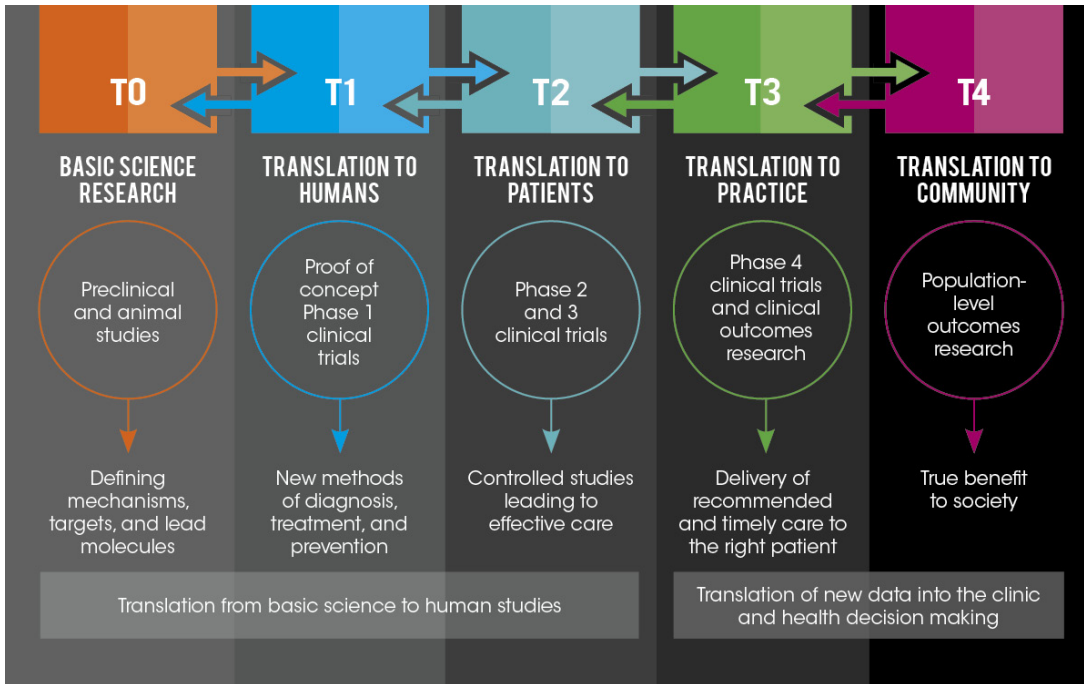 T0
T1
T2
T3
T4
BASIC SCIENCE
RESEARCH
TRANSLATION TO
HUMANS
TRANSLATION TO
PATIENTS
TRANSLATION TO
PRACTICE
TRANSLATION TO
COMMUNITY
Preclinical
and animal
studies
Proof of
concept
Phase 1
clinical
trials
Phase 2
and 3
clinical trials
Phase 4
clinical trials
and clinical
outcomes
research
Population-
level
outcomes
research
Defining
mechanisms,
targets, and lead
molecules
New methods
of diagnosis,
treatment, and
prevention
Controlled studies
leading to
effective care
Delivery of
recommended
and timely care to
the right patient
True benefit
to society
Translation from basic science to human studies
Translation of new data into the clinic
and health decision making